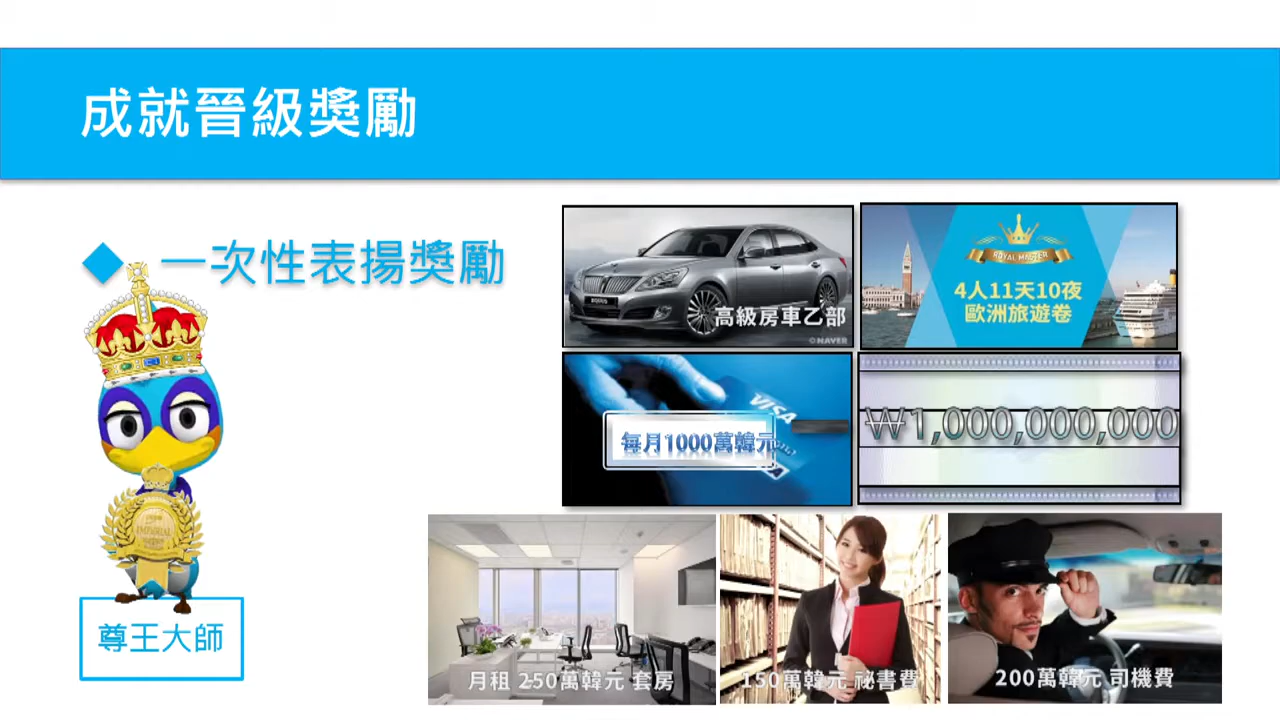 成就晉級獎勵
一次性表揚獎勵
高級房車乙部
©NAVER
ROYAL MASTER
4人11天10夜
歐洲旅遊卷
VISA
每月1000萬韓元
₩1,000,000,000
IMPERIAL
尊王大師
月租 250萬韓元 套房
150萬韓元 祕書費
200萬韓元 司機費